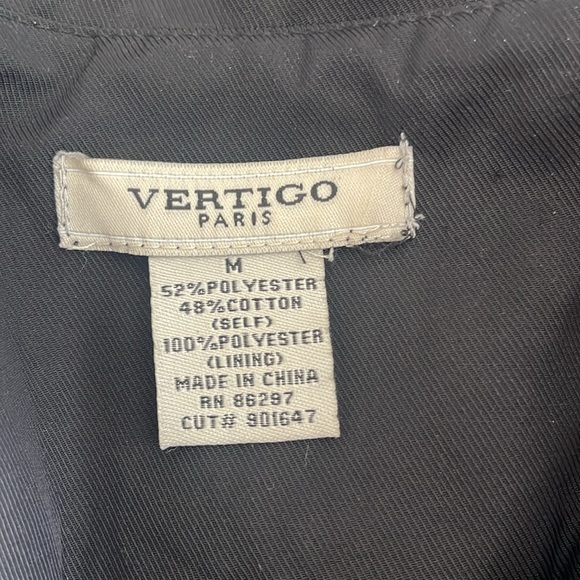 VERTIGO
PARIS
M
52%POLYESTER
48%COTTON
(SELF)
100%POLYESTER
(LINING)
MADE IN CHINA
RN 86297
CUT# 901647